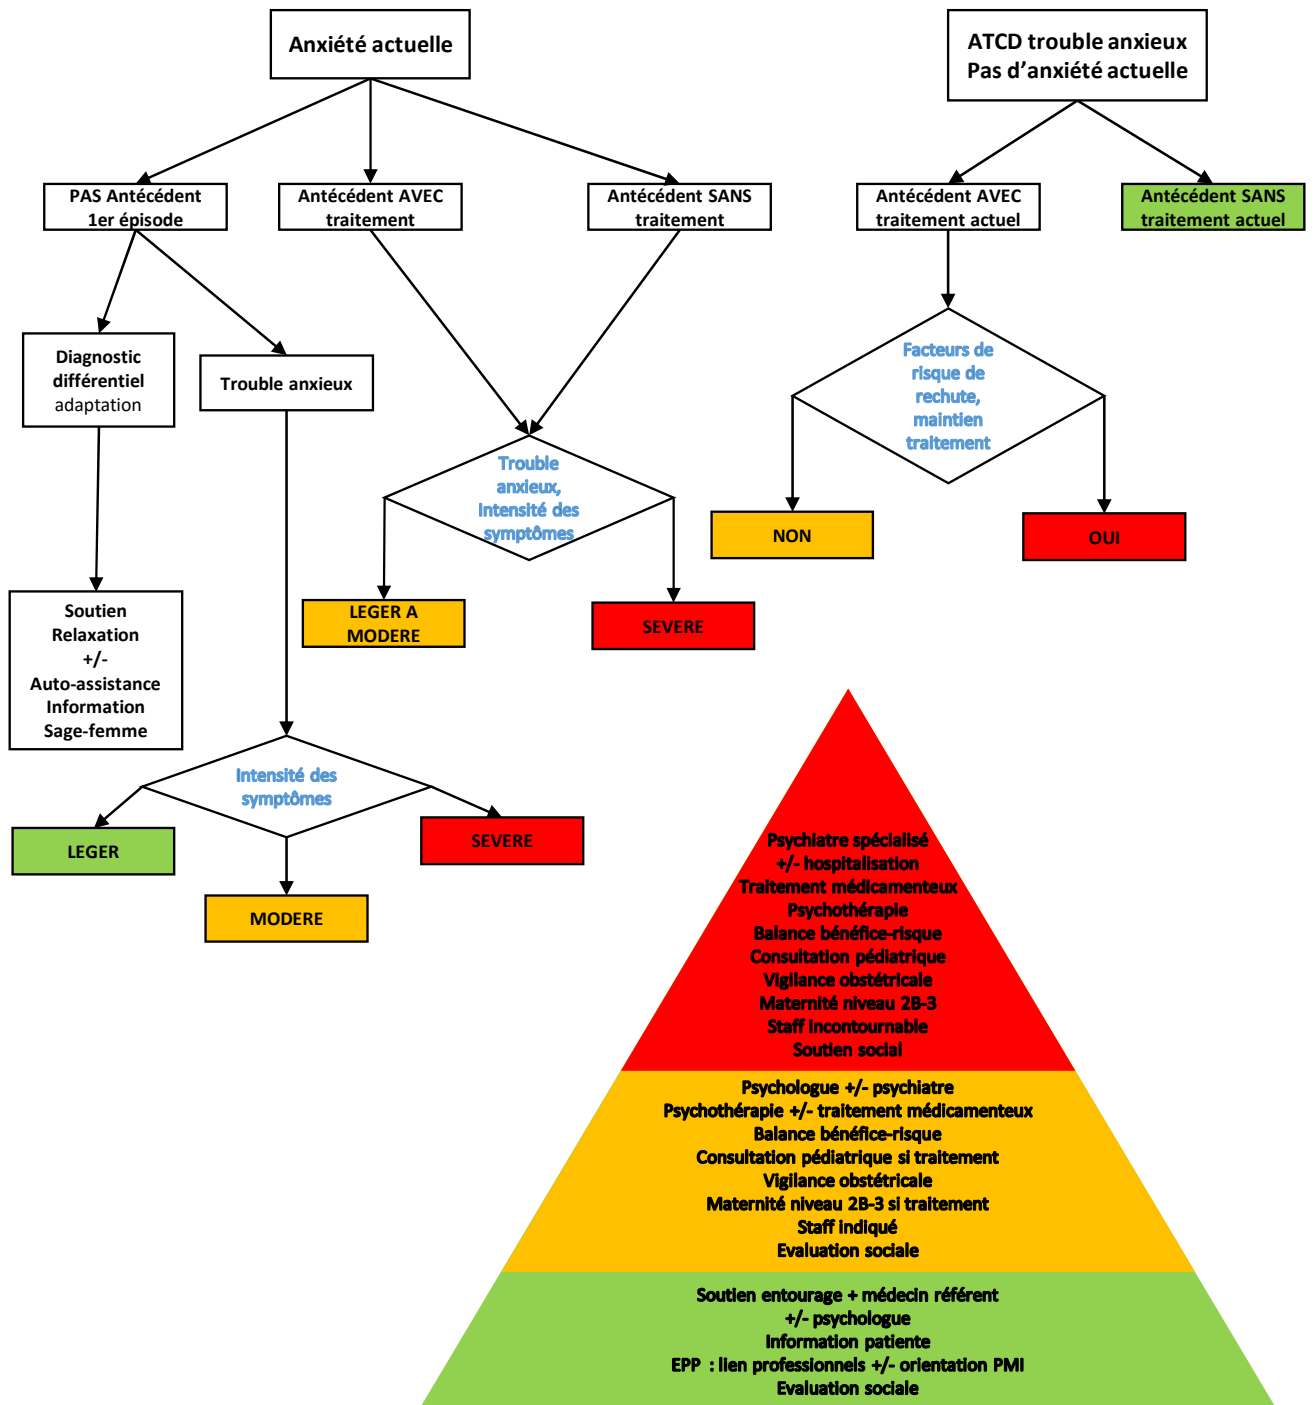 Anxiété actuelle
ATCD trouble anxieux
Pas d'anxiété actuelle
PAS Antécédent
1er épisode
Antécédent AVEC
traitement
Antécédent SANS
traitement
Antécédent AVEC
traitement actuel
Antécédent SANS
traitement actuel
Diagnostic
différentiel
adaptation
Trouble anxieux
Facteurs de
risque de
rechute,
maintien
traitement
Trouble
anxieux,
Intensité des
symptômes
NON
OUI
LEGER A
MODERE
SEVERE
Soutien
Relaxation
+/-
Auto-assistance
Information
Sage-femme
Intensité des
symptômes
LEGER
SEVERE
MODERE
Psychiatre spécialisé
+/- hospitalisation
Traitement médicamenteux
Psychothérapie
Balance bénéfice-risque
Consultation pédiatrique
Vigilance obstétricale
Maternité niveau 2B-3
Staff incontournable
Soutien social
Psychologue +/- psychiatre
Psychothérapie +/- traitement médicamenteux
Balance bénéfice-risque
Consultation pédiatrique si traitement
Vigilance obstétricale
Maternité niveau 2B-3 si traitement
Staff indiqué
Evaluation sociale
Soutien entourage + médecin référent
+/- psychologue
Information patiente
EPP : lien professionnels +/- orientation PMI
Evaluation sociale